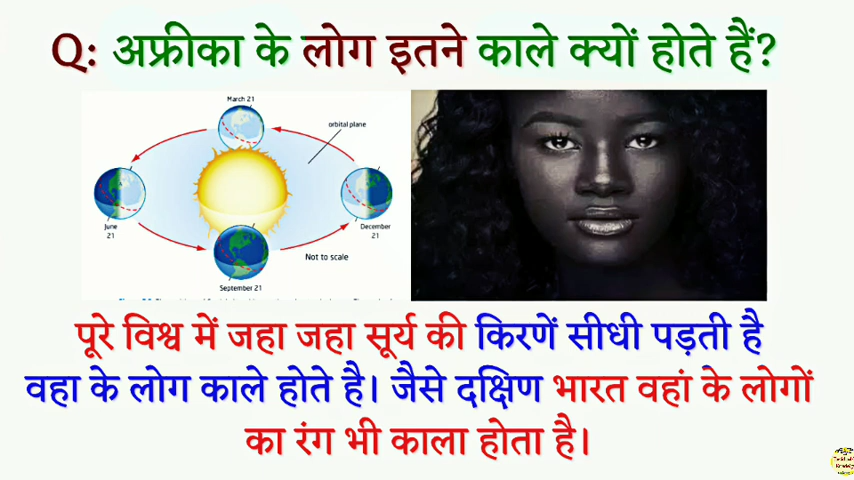 Q: अफ्रीका के लोग इतने काले क्यों होते हैं?
March 21
orbital plane
June
21
December
21
Not to scale
September 21
पूरे विश्व में जहा जहा सूर्य की किरणें सीधी पड़ती है
वहा के लोग काले होते है। जैसे दक्षिण भारत वहां के लोगों
का रंग भी काला होता है।